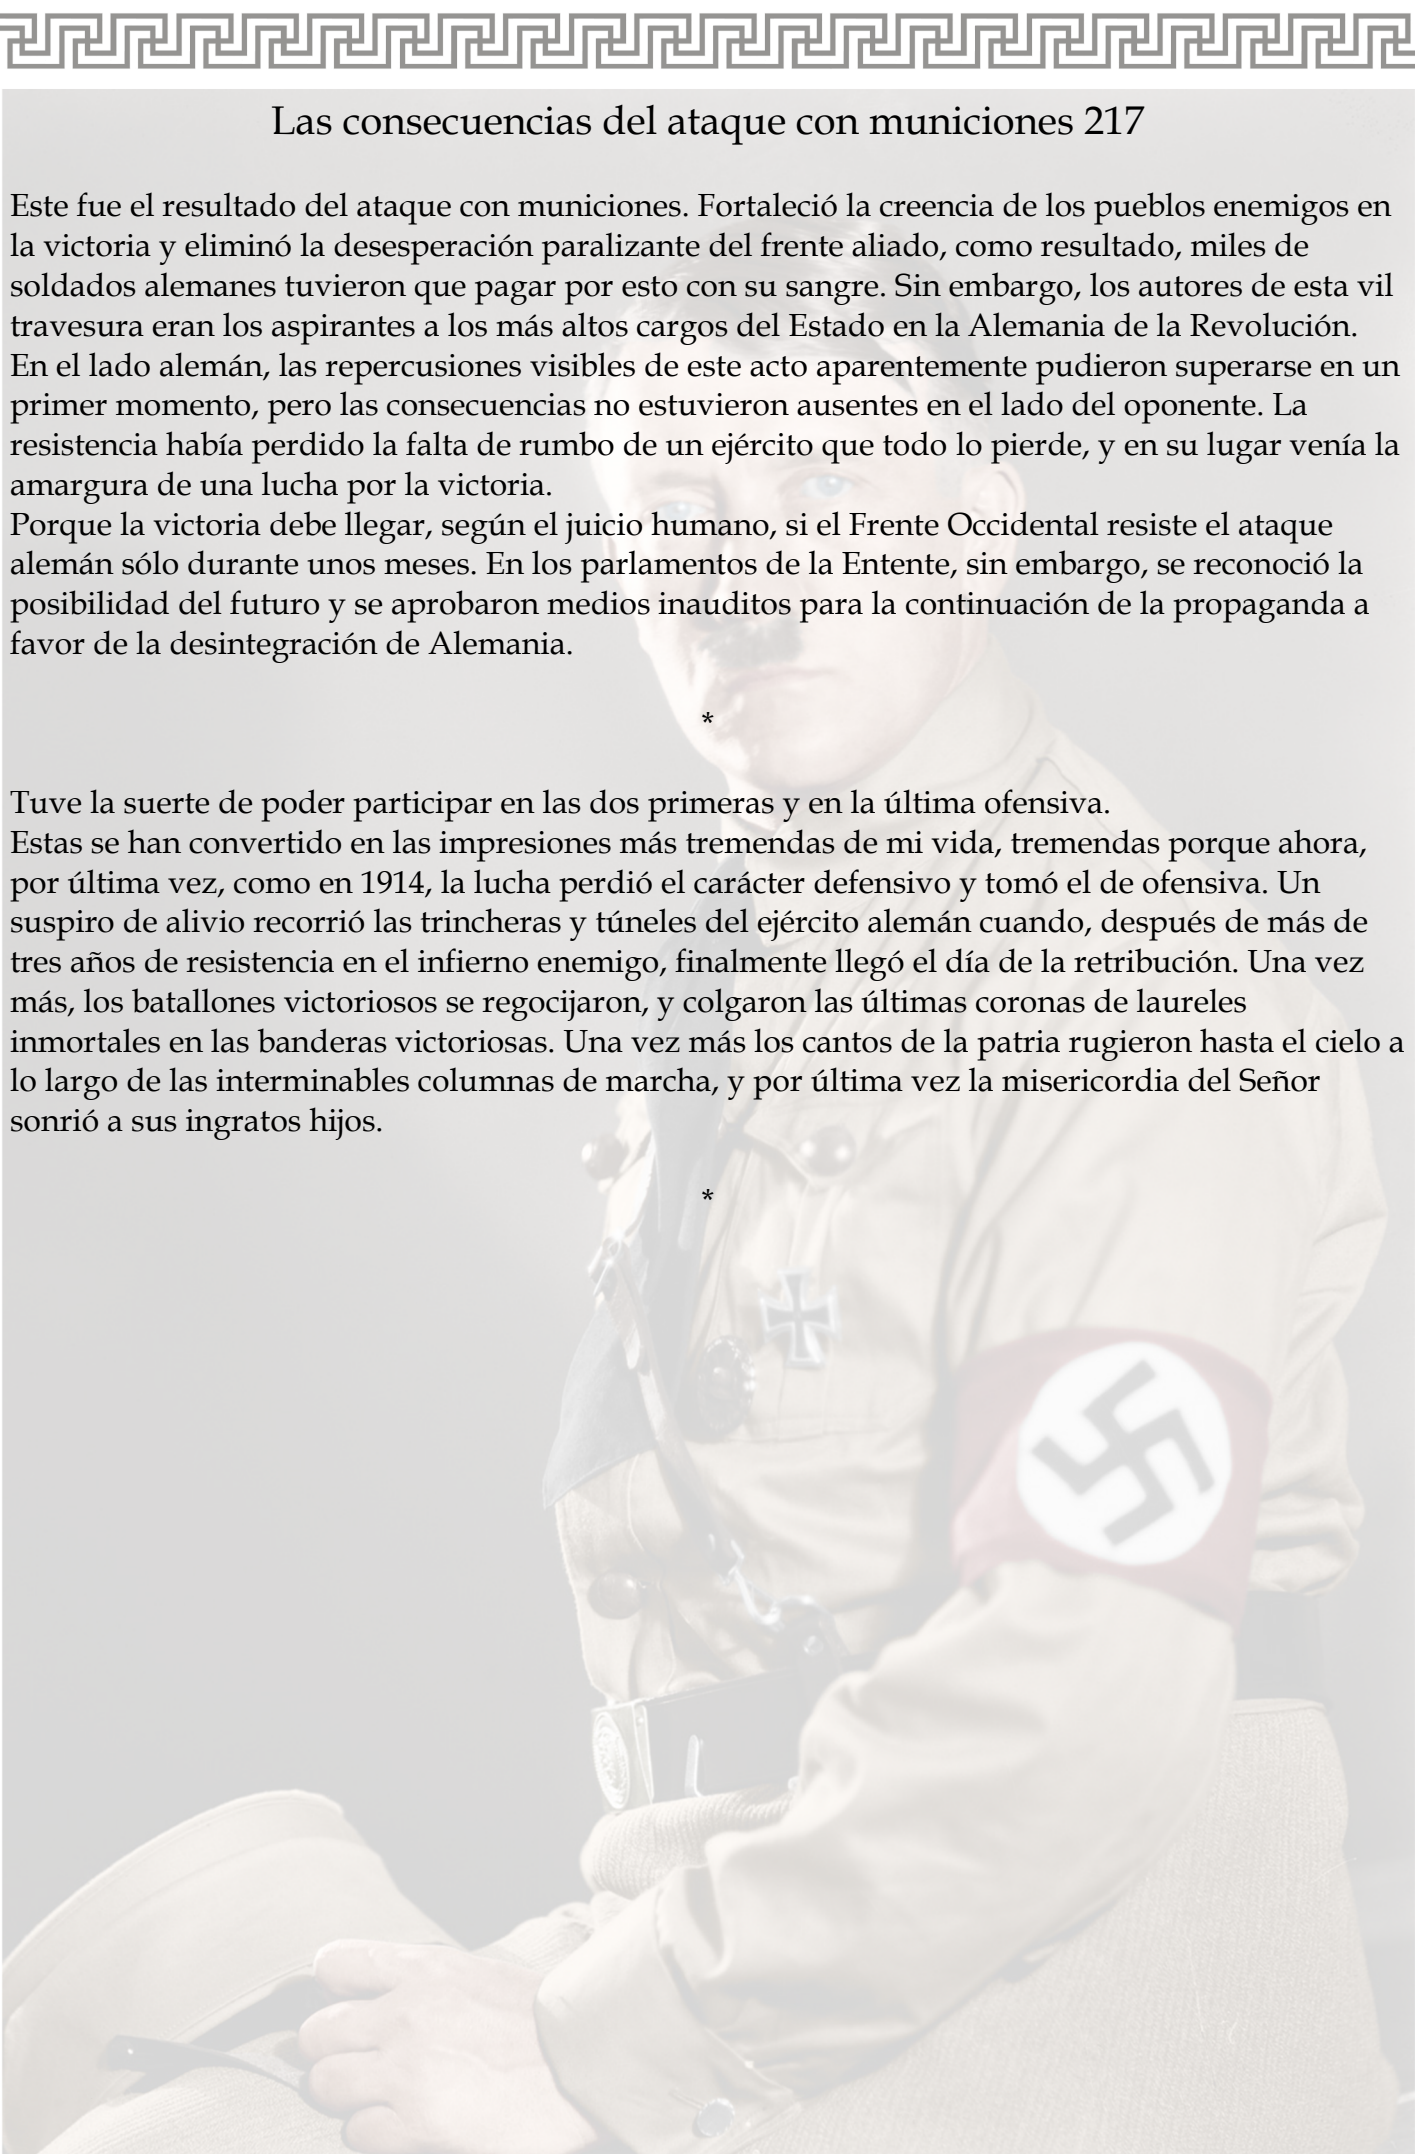 Las consecuencias del ataque con municiones 217
Este fue el resultado del ataque con municiones. Fortaleció la creencia de los pueblos enemigos en
la victoria y eliminó la desesperación paralizante del frente aliado, como resultado, miles de
soldados alemanes tuvieron que pagar por esto con su sangre. Sin embargo, los autores de esta vil
travesura eran los aspirantes a los más altos cargos del Estado en la Alemania de la Revolución.
En el lado alemán, las repercusiones visibles de este acto aparentemente pudieron superarse en un
primer momento, pero las consecuencias no estuvieron ausentes en el lado del oponente. La
resistencia había perdido la falta de rumbo de un ejército que todo lo pierde, y en su lugar venía la
amargura de una lucha por la victoria.
Porque la victoria debe llegar, según el juicio humano, si el Frente Occidental resiste el ataque
alemán sólo durante unos meses. En los parlamentos de la Entente, sin embargo, se reconoció la
posibilidad del futuro y se aprobaron medios inauditos para la continuación de la propaganda a
favor de la desintegración de Alemania.
*
Tuve la suerte de poder participar en las dos primeras y en la última ofensiva.
Estas se han convertido en las impresiones más tremendas de mi vida, tremendas porque ahora,
por última vez, como en 1914, la lucha perdió el carácter defensivo y tomó el de ofensiva. Un
suspiro de alivio recorrió las trincheras y túneles del ejército alemán cuando, después de más de
tres años de resistencia en el infierno enemigo, finalmente llegó el día de la retribución. Una vez
más, los batallones victoriosos se regocijaron, y colgaron las últimas coronas de laureles
inmortales en las banderas victoriosas. Una vez más los cantos de la patria rugieron hasta el cielo a
lo largo de las interminables columnas de marcha, y por última vez la misericordia del Señor
sonrió a sus ingratos hijos.
*